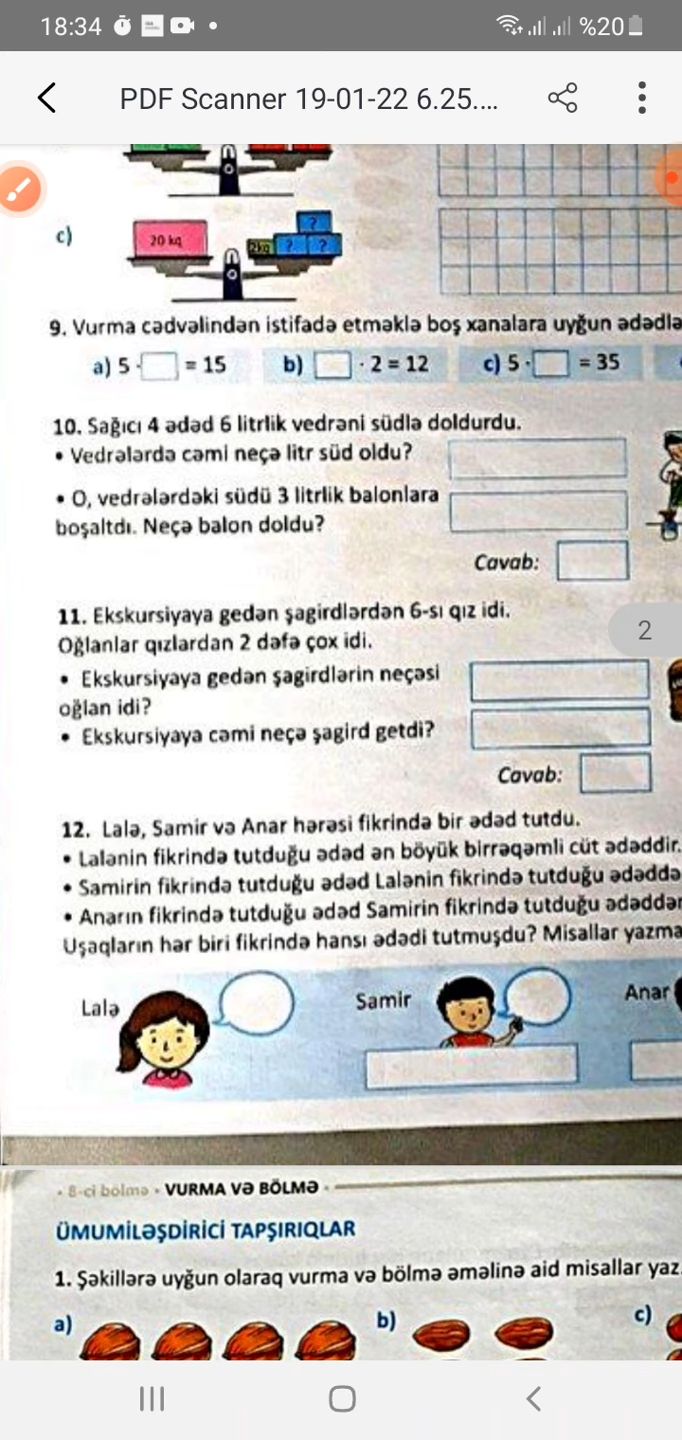 18:34
%20
PDF Scanner 19-01-22 6.25....
c)
20 kq
2kq ? ? ?
9. Vurma cədvəlindən istifadə etməklə boş xanalara uyğun ədədlə
a) 5 · = 15 b) · 2 = 12 c) 5 · = 35
10. Sağıcı 4 ədəd 6 litrlik vedrəni südlə doldurdu.
• Vedrələrdə cəmi neçə litr süd oldu?
• O, vedrələrdəki südü 3 litrlik balonlara
boşaltdı. Neçə balon doldu?
Cavab:
11. Ekskursiyaya gedən şagirdlərdən 6-sı qız idi.
Oğlanlar qızlardan 2 dəfə çox idi.
2
• Ekskursiyaya gedən şagirdlərin neçəsi
oğlan idi?
• Ekskursiyaya cəmi neçə şagird getdi?
Cavab:
12. Lalə, Samir və Anar hərəsi fikrində bir ədəd tutdu.
• Lalənin fikrində tutduğu ədəd ən böyük birrəqəmli cüt ədəddir.
• Samirin fikrində tutduğu ədəd Lalənin fikrində tutduğu ədəddə
• Anarın fikrində tutduğu ədəd Samirin fikrində tutduğu ədəddən
Uşaqların hər biri fikrində hansı ədədi tutmuşdu? Misallar yazma
Lalə Samir Anar
• 8-ci bölmə • VURMA VƏ BÖLMƏ •
ÜMUMİLƏŞDİRİCİ TAPŞIRIQLAR
1. Şəkillərə uyğun olaraq vurma və bölmə əməlinə aid misallar yaz.
a) b) c)